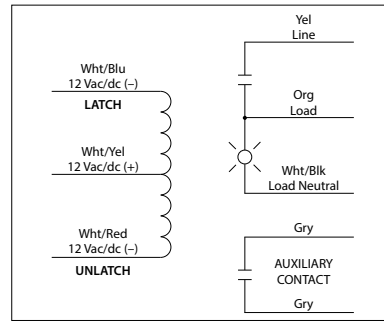 Wht/Blu
12 Vac/dc (–)
LATCH
Wht/Yel
12 Vac/dc (+)
Wht/Red
12 Vac/dc (–)
UNLATCH
Yel
Line
Org
Load
Wht/Blk
Load Neutral
Gry
AUXILIARY
CONTACT
Gry